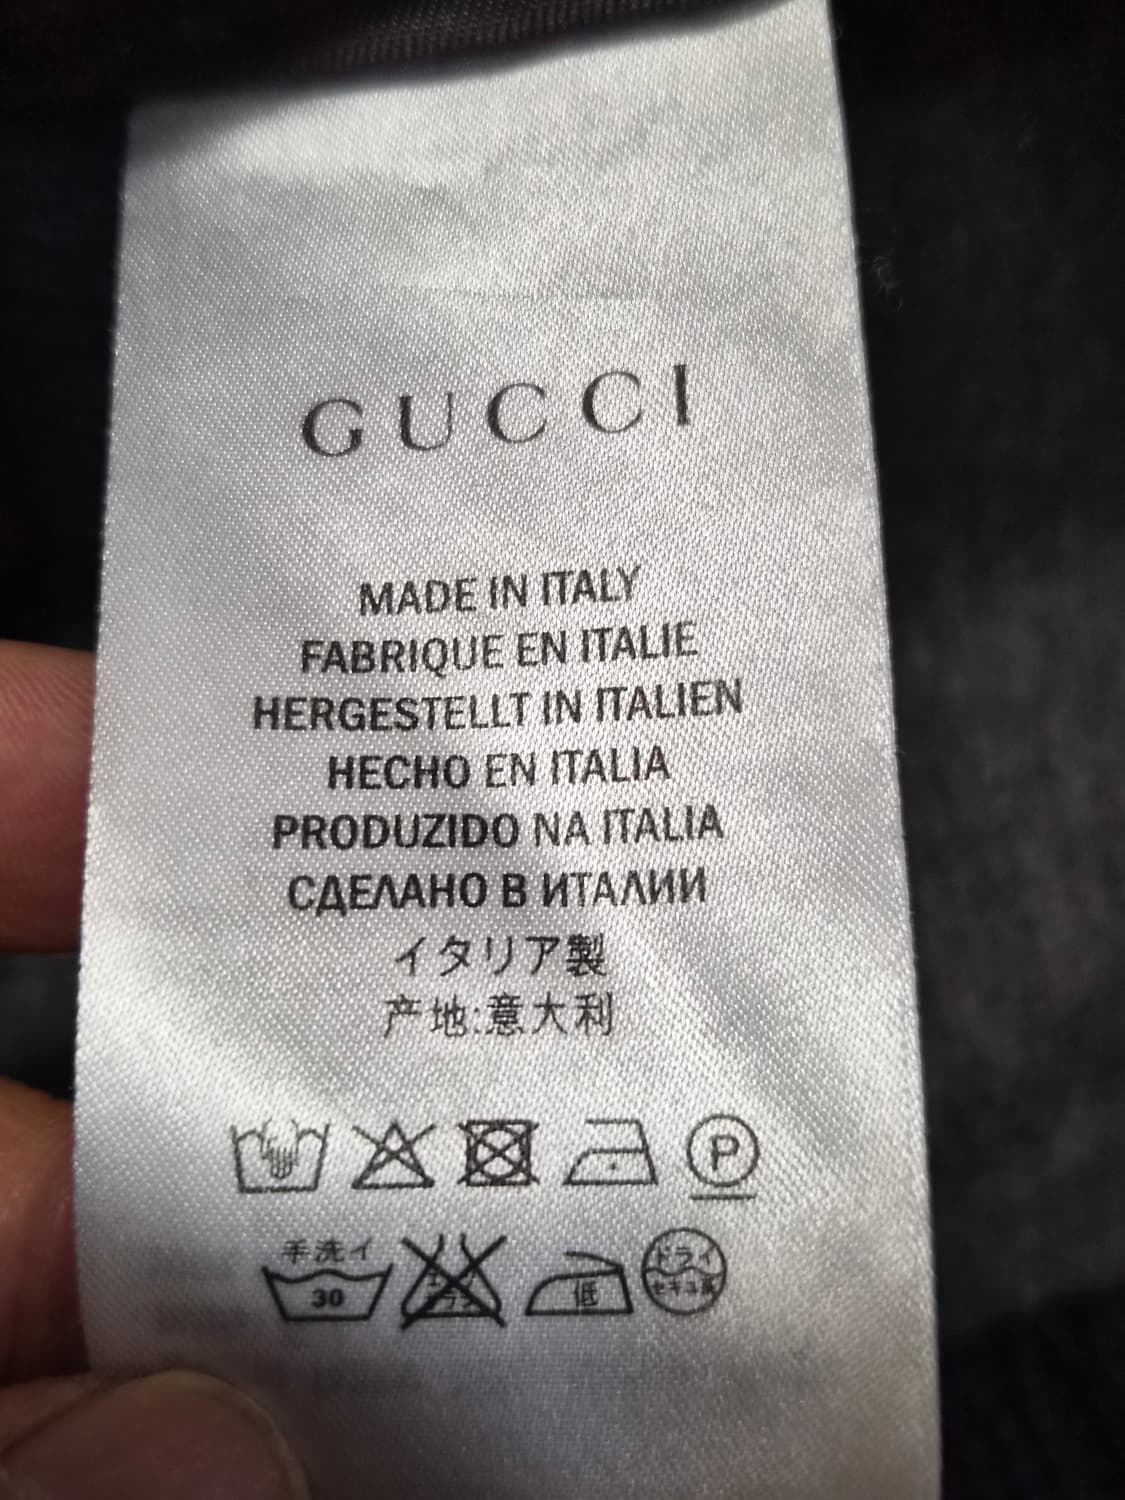 GUCCI
MADE IN ITALY
FABRIQUE EN ITALIE
HERGESTELLT IN ITALIEN
HECHO EN ITALIA
PRODUZIDO NA ITALIA
СДЕЛАНО В ИТАЛИИ
イタリア製
产地:意大利
P
手洗イ
30
低
ドライ